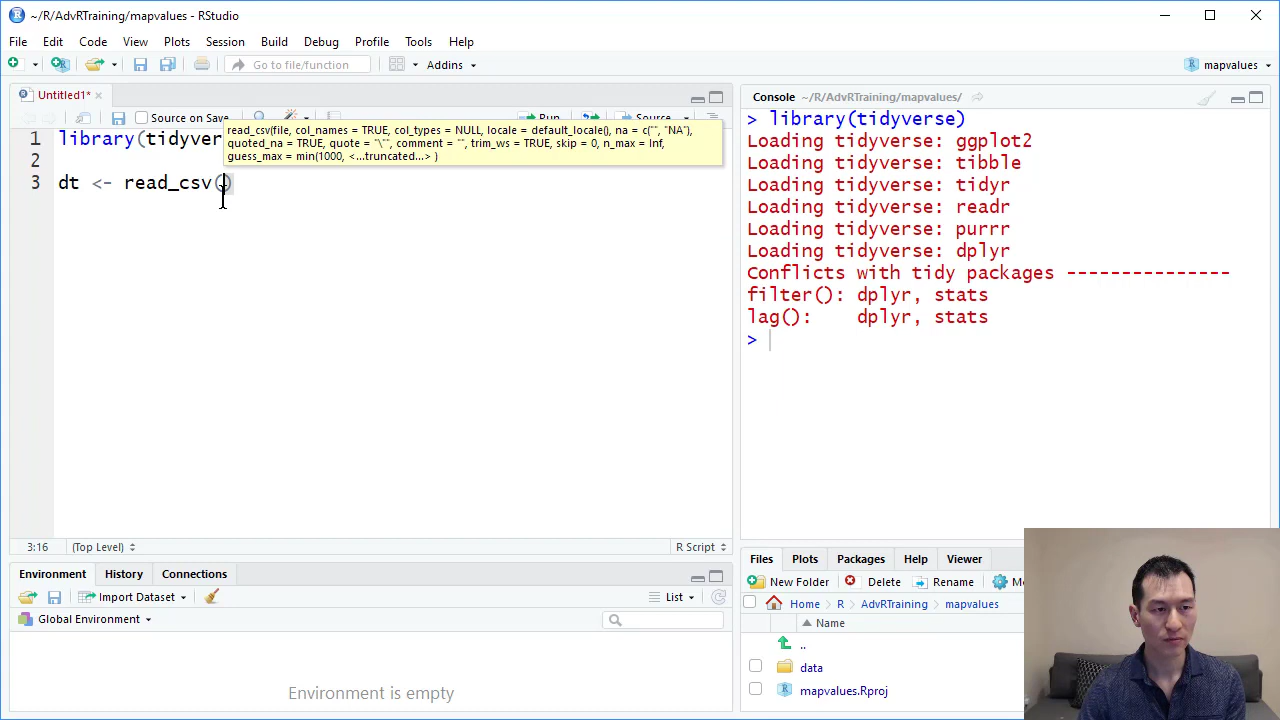 ~/R/AdvRTraining/mapvalues - RStudio
File Edit Code View Plots Session Build Debug Profile Tools Help
Go to file/function
Addins
mapvalues
Untitled1*
Source on Save
Run
Source
1 library(tidyver
2
3 dt <- read_csv()
read_csv(file, col_names = TRUE, col_types = NULL, locale = default_locale(), na = c("", "NA"),
quoted_na = TRUE, quote = "\"", comment = "", trim_ws = TRUE, skip = 0, n_max = Inf,
guess_max = min(1000, <...truncated...> )
3:16 (Top Level) R Script
Environment History Connections
Import Dataset List
Global Environment
Environment is empty
Console ~/R/AdvRTraining/mapvalues/
> library(tidyverse)
Loading tidyverse: ggplot2
Loading tidyverse: tibble
Loading tidyverse: tidyr
Loading tidyverse: readr
Loading tidyverse: purrr
Loading tidyverse: dplyr
Conflicts with tidy packages ---------------
filter(): dplyr, stats
lag():    dplyr, stats
>
Files Plots Packages Help Viewer
New Folder Delete Rename
Home R AdvRTraining mapvalues
Name
..
data
mapvalues.Rproj